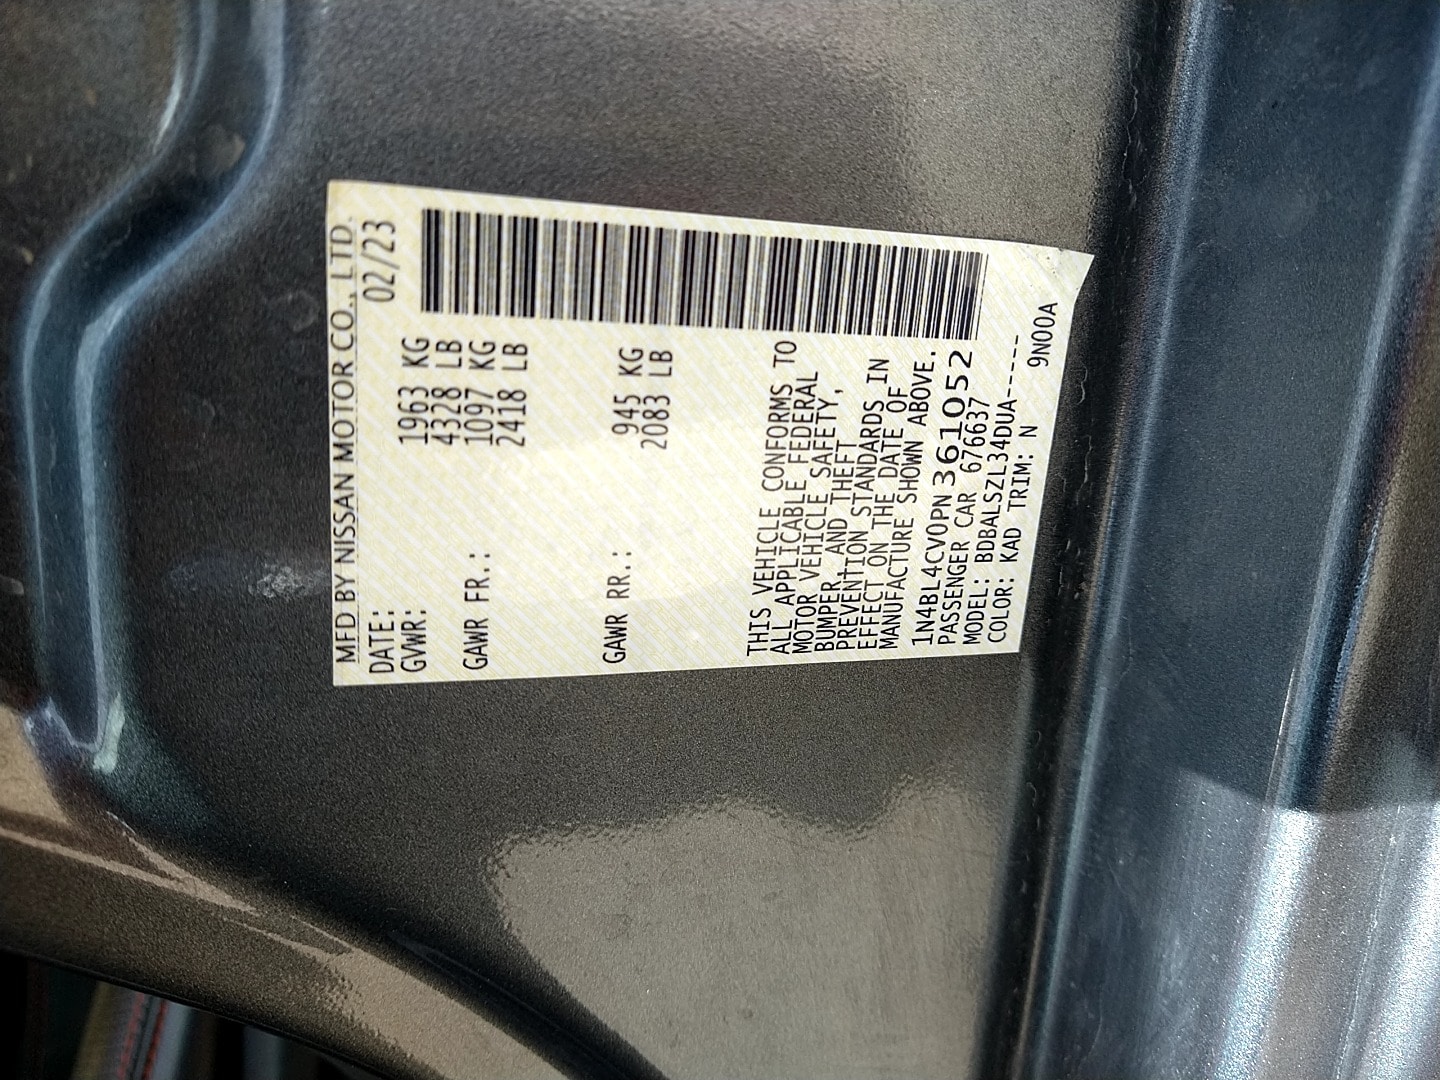 MFD BY NISSAN MOTOR CO., LTD.
DATE: 02/23
GVWR: 1963 KG
4328 LB
GAWR FR.: 1097 KG
2418 LB
GAWR RR.: 945 KG
2083 LB
THIS VEHICLE CONFORMS TO
ALL APPLICABLE FEDERAL
MOTOR VEHICLE SAFETY,
BUMPER, AND THEFT
PREVENTION STANDARDS IN
EFFECT ON THE DATE OF
MANUFACTURE SHOWN ABOVE.
1N4BL4CV0PN361052
PASSENGER CAR 676637
MODEL: BDBALSZL34DUA-----
COLOR: KAD TRIM: N 9N00A